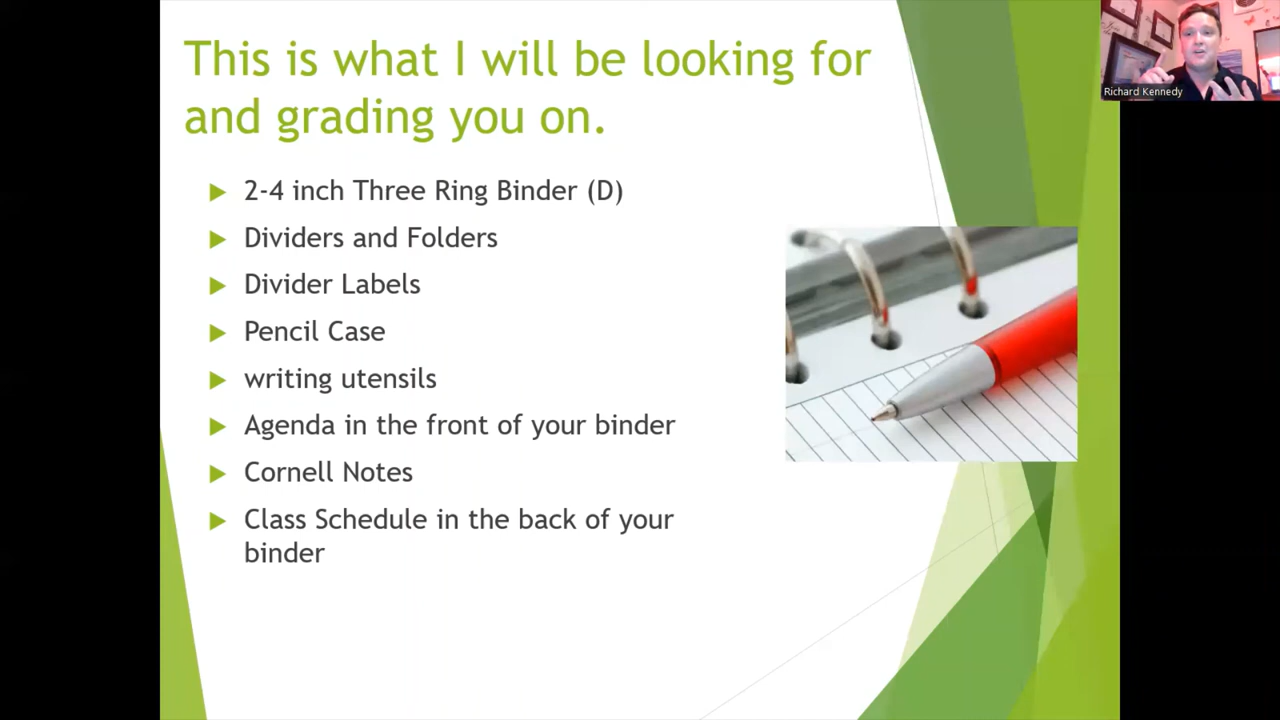 This is what I will be looking for
and grading you on.
2-4 inch Three Ring Binder (D)
Dividers and Folders
Divider Labels
Pencil Case
writing utensils
Agenda in the front of your binder
Cornell Notes
Class Schedule in the back of your
binder
Richard Kennedy